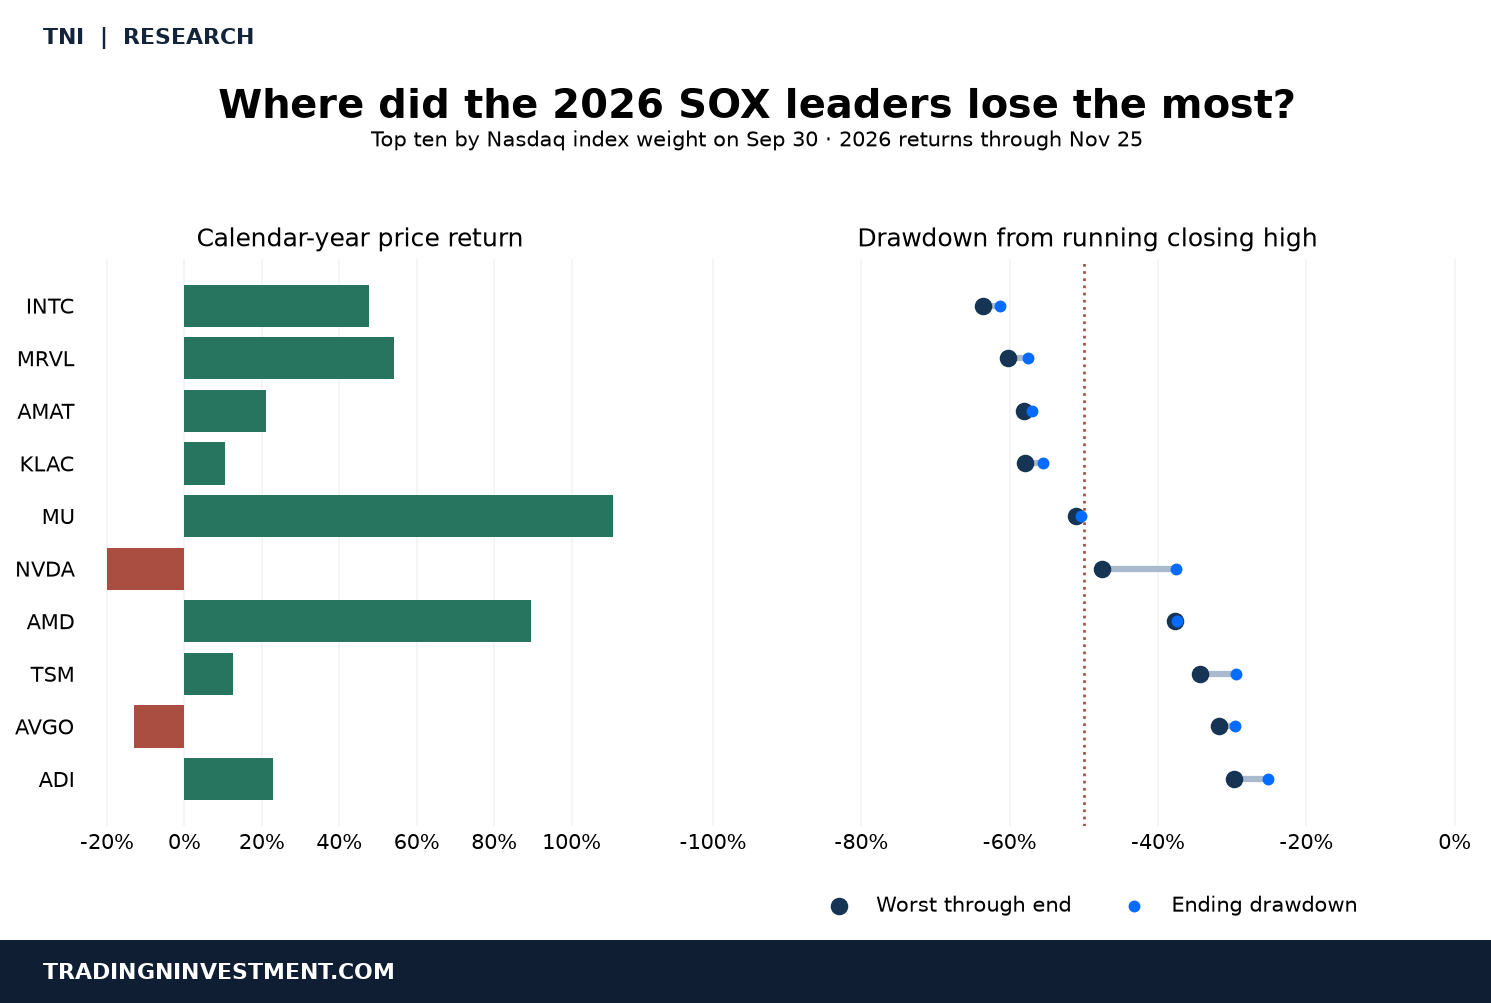 TNI | RESEARCH
Where did the 2026 SOX leaders lose the most?
Top ten by Nasdaq index weight on Sep 30 · 2026 returns through Nov 25
Calendar-year price return
INTC
MRVL
AMAT
KLAC
MU
NVDA
AMD
TSM
AVGO
ADI
-20% 0% 20% 40% 60% 80% 100%
Drawdown from running closing high
-100% -80% -60% -40% -20% 0%
Worst through end Ending drawdown
TRADINGNINVESTMENT.COM